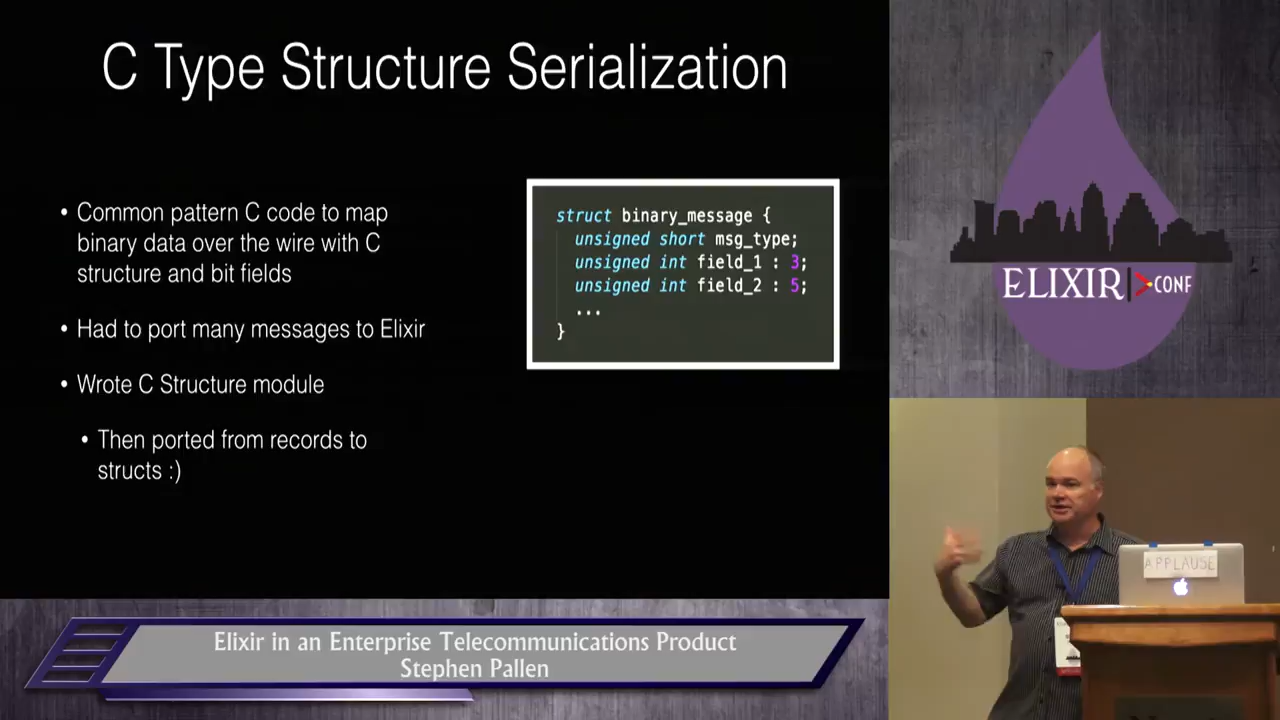 C Type Structure Serialization
• Common pattern C code to map
binary data over the wire with C
structure and bit fields
• Had to port many messages to Elixir
• Wrote C Structure module
• Then ported from records to
structs :)
struct binary_message {
unsigned short msg_type;
unsigned int field_1 : 3;
unsigned int field_2 : 5;
...
}
ELIXIR CONF
APPLAUSE
Elixir in an Enterprise Telecommunications Product
Stephen Pallen